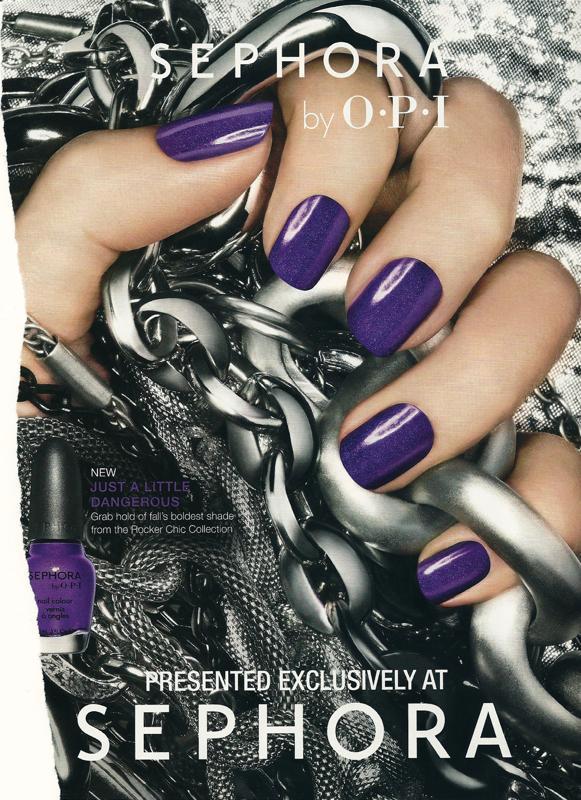 SEPHORA
by O·P·I
NEW
JUST A LITTLE
DANGEROUS
Grab hold of fall's boldest shade
from the Rocker Chic Collection
SEPHORA
by O·P·I
nail colour
vernis
à ongles
PRESENTED EXCLUSIVELY AT
SEPHORA